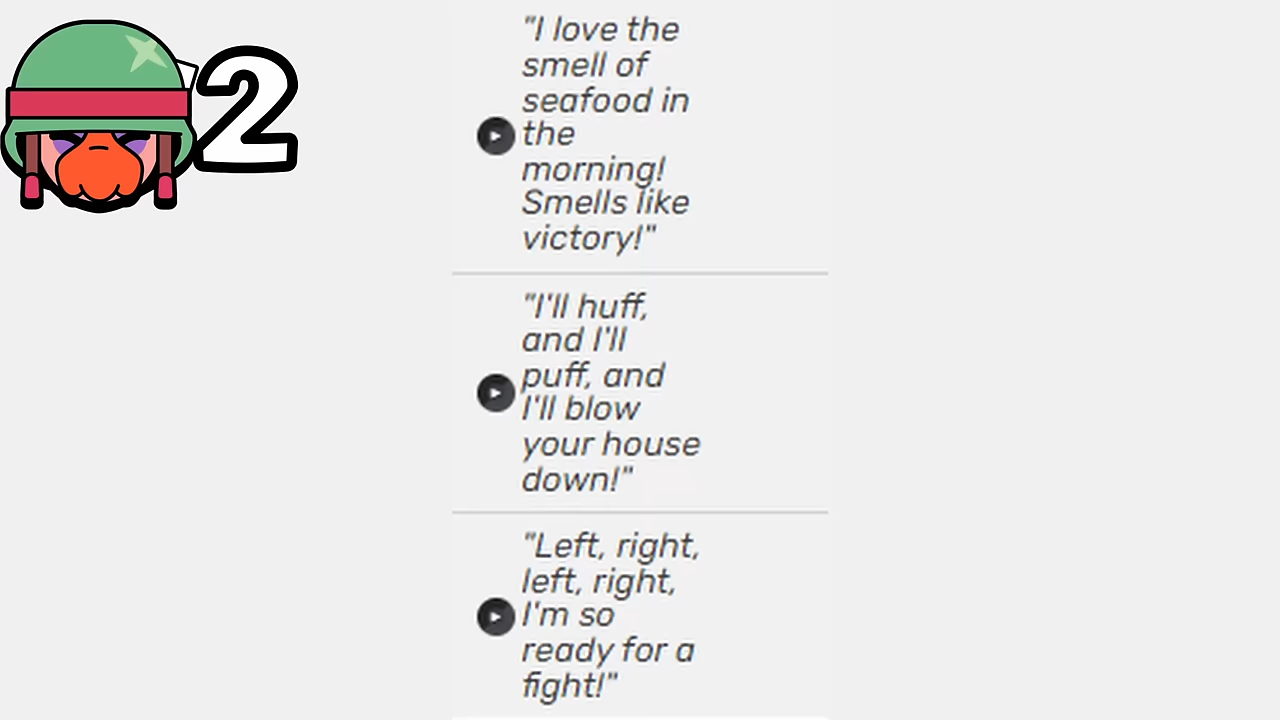 2
"I love the
smell of
seafood in
the
morning!
Smells like
victory!"
"I'll huff,
and I'll
puff, and
I'll blow
your house
down!"
"Left, right,
left, right,
I'm so
ready for a
fight!"